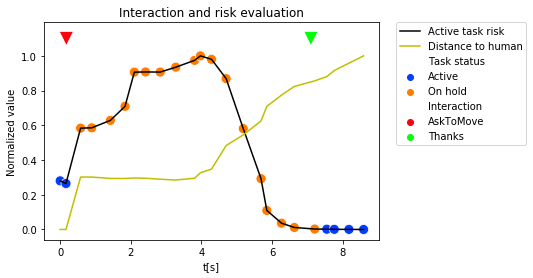 Interaction and risk evaluation
Normalized value
1.0
0.8
0.6
0.4
0.2
0.0
0
2
4
6
8
t[s]
Active task risk
Distance to human
Task status
Active
On hold
Interaction
AskToMove
Thanks